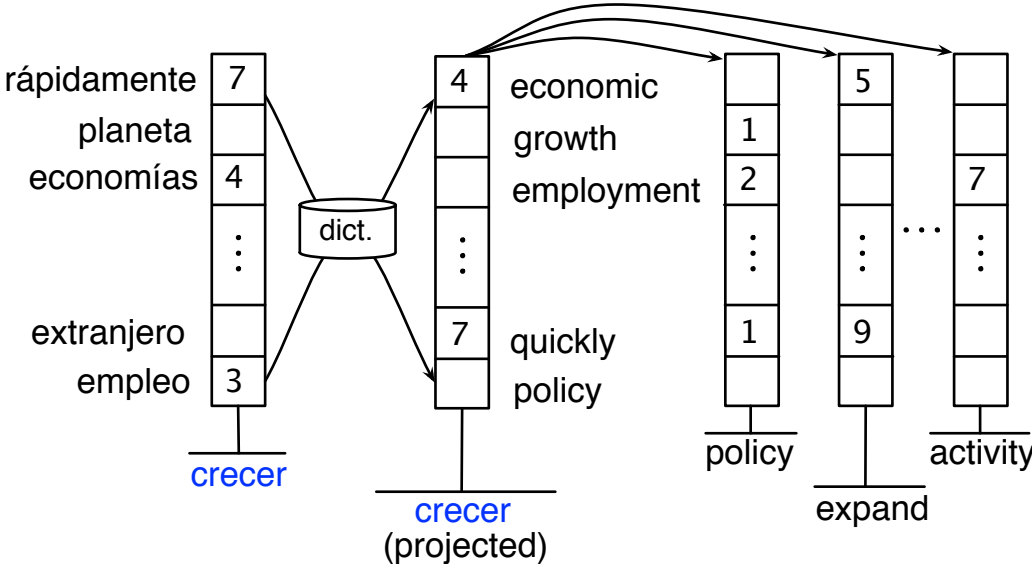 rápidamente 7 4 economic 5
planeta growth 1
economías 4 employment 2 7
dict.
...
extranjero 7 quickly 1 9
empleo 3 policy
policy activity
crecer
expand
crecer
(projected)